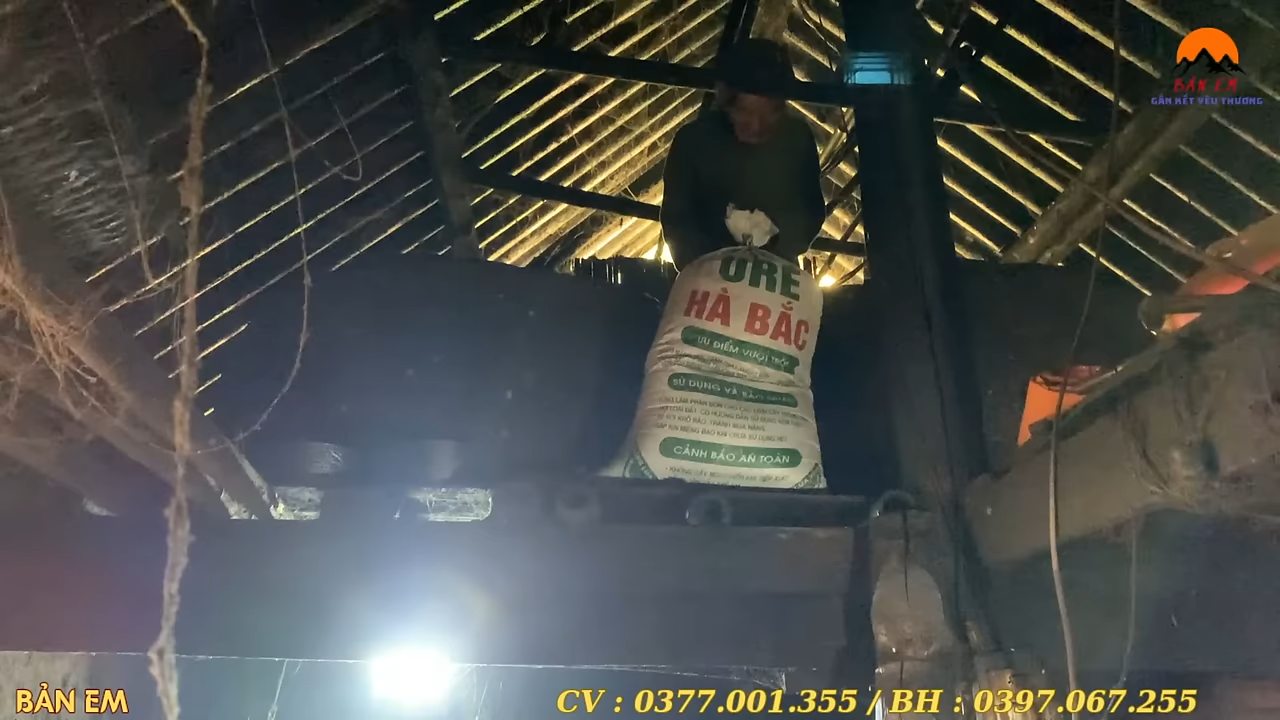 BẢN EM
GẮN KẾT YÊU THƯƠNG
URE
HÀ BẮC
ƯU ĐIỂM VƯỢT TRỘI
SỬ DỤNG VÀ BẢO QUẢN
CẢNH BÁO AN TOÀN
BẢN EM
CV : 0377.001.355 / BH : 0397.067.255